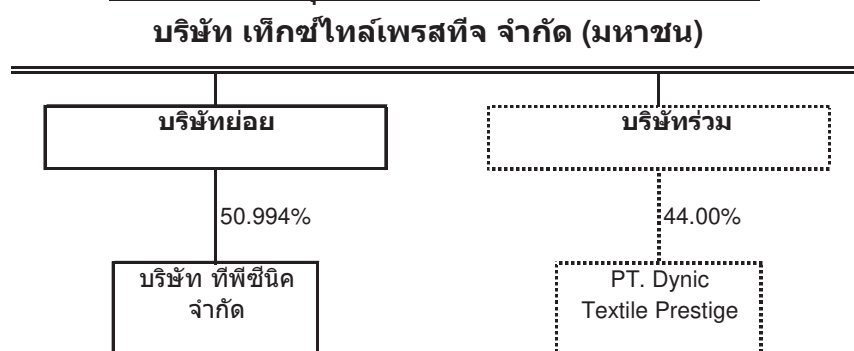 บริษัท เท็กซ์ไทล์เพรสทีจ จำกัด (มหาชน)
บริษัทย่อย
บริษัทร่วม
50.994%
44.00%
บริษัท ทีพีซีนิค
จำกัด
PT. Dynic
Textile Prestige